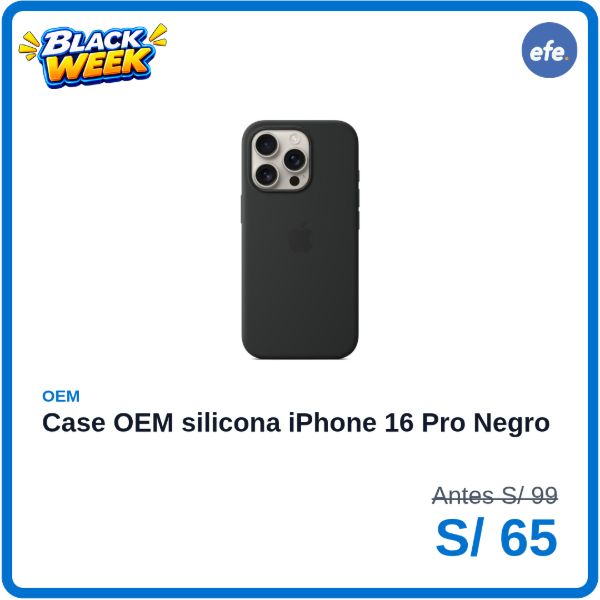 BLACK
WEEK
efe.
OEM
Case OEM silicona iPhone 16 Pro Negro
Antes S/ 99
S/ 65